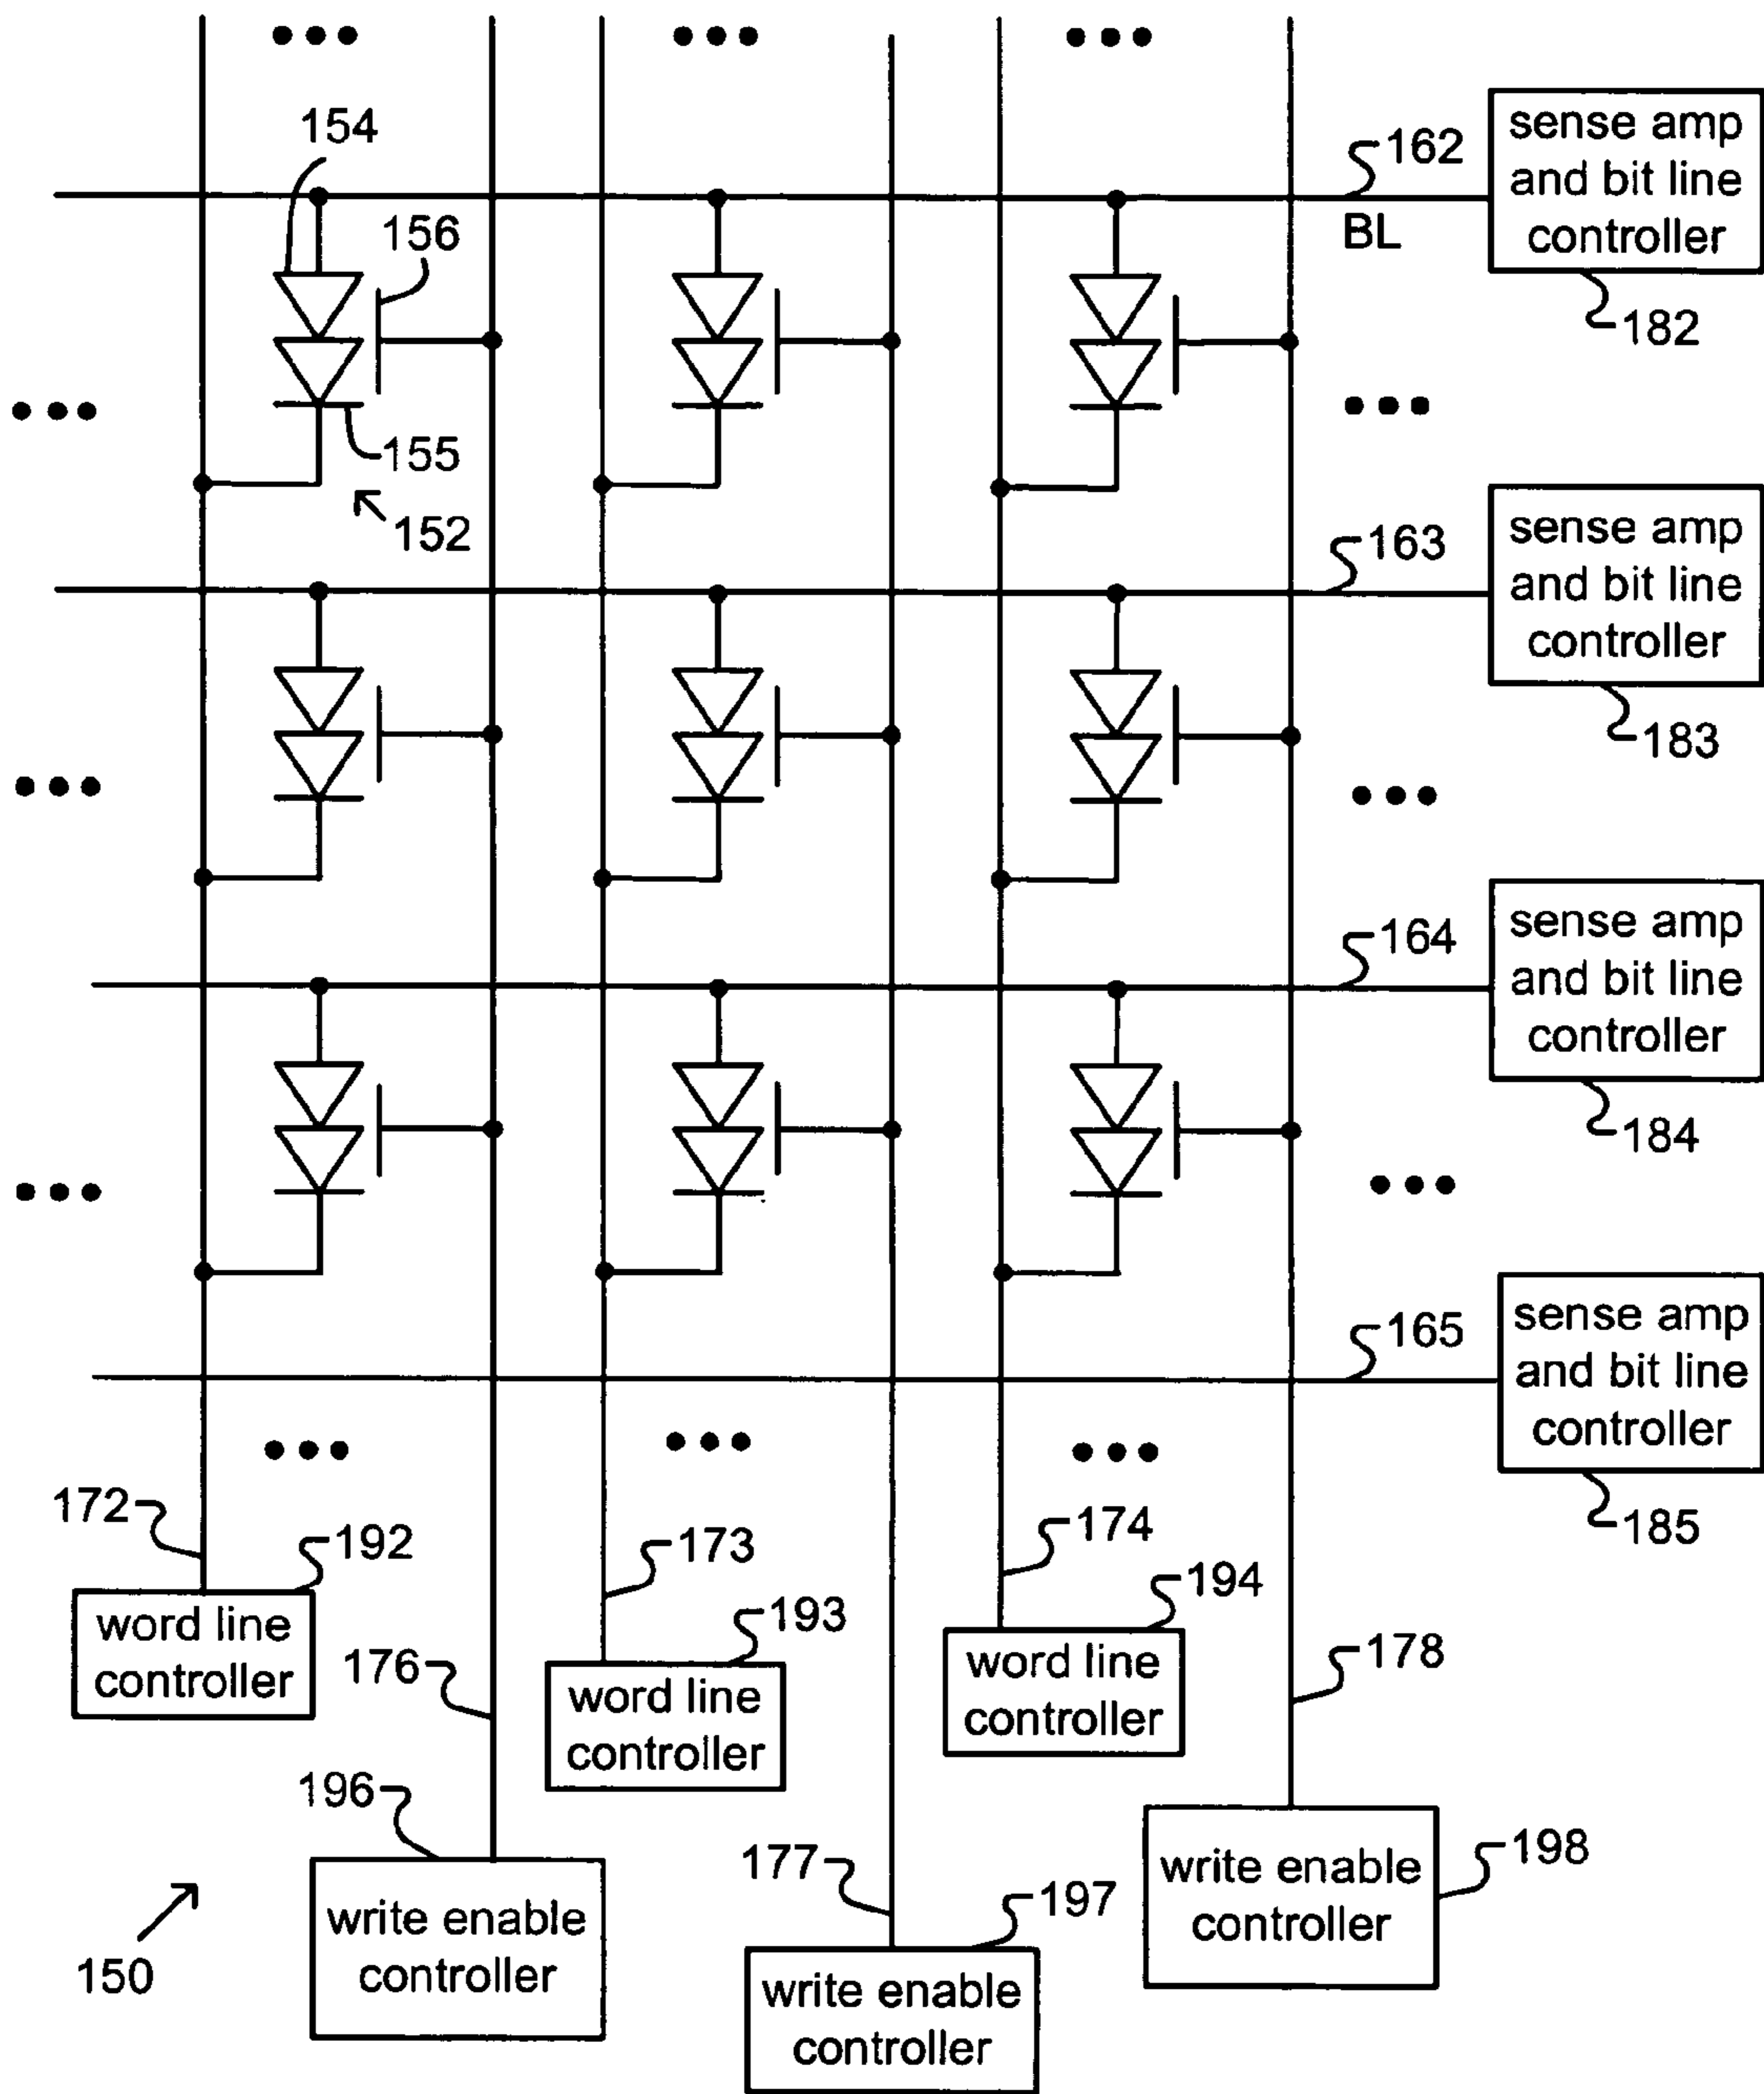 154
162
sense amp
and bit line
controller
156
BL
182
155
152
163
sense amp
and bit line
controller
183
164
sense amp
and bit line
controller
184
165
sense amp
and bit line
controller
185
172
192
173
174
word line
controller
193
194
176
word line
controller
word line
controller
178
196
177
write enable
controller
198
150
write enable
controller
197
write enable
controller